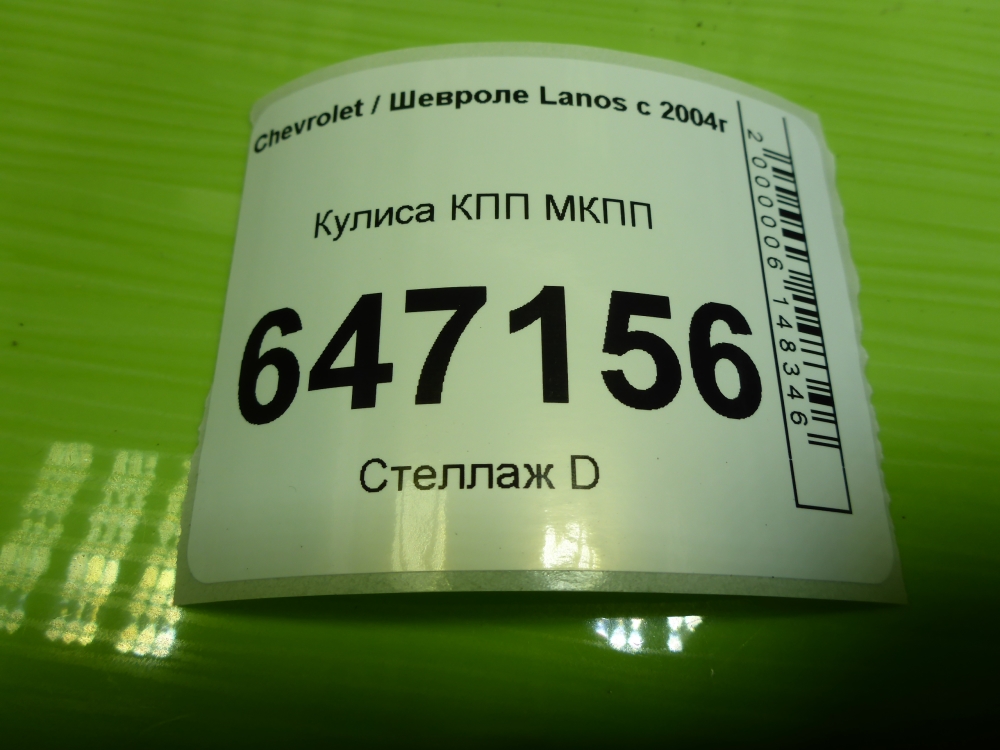 Chevrolet / Шевроле Lanos с 2004г
Кулиса КПП МКПП
647156
Стеллаж D
2000006148346